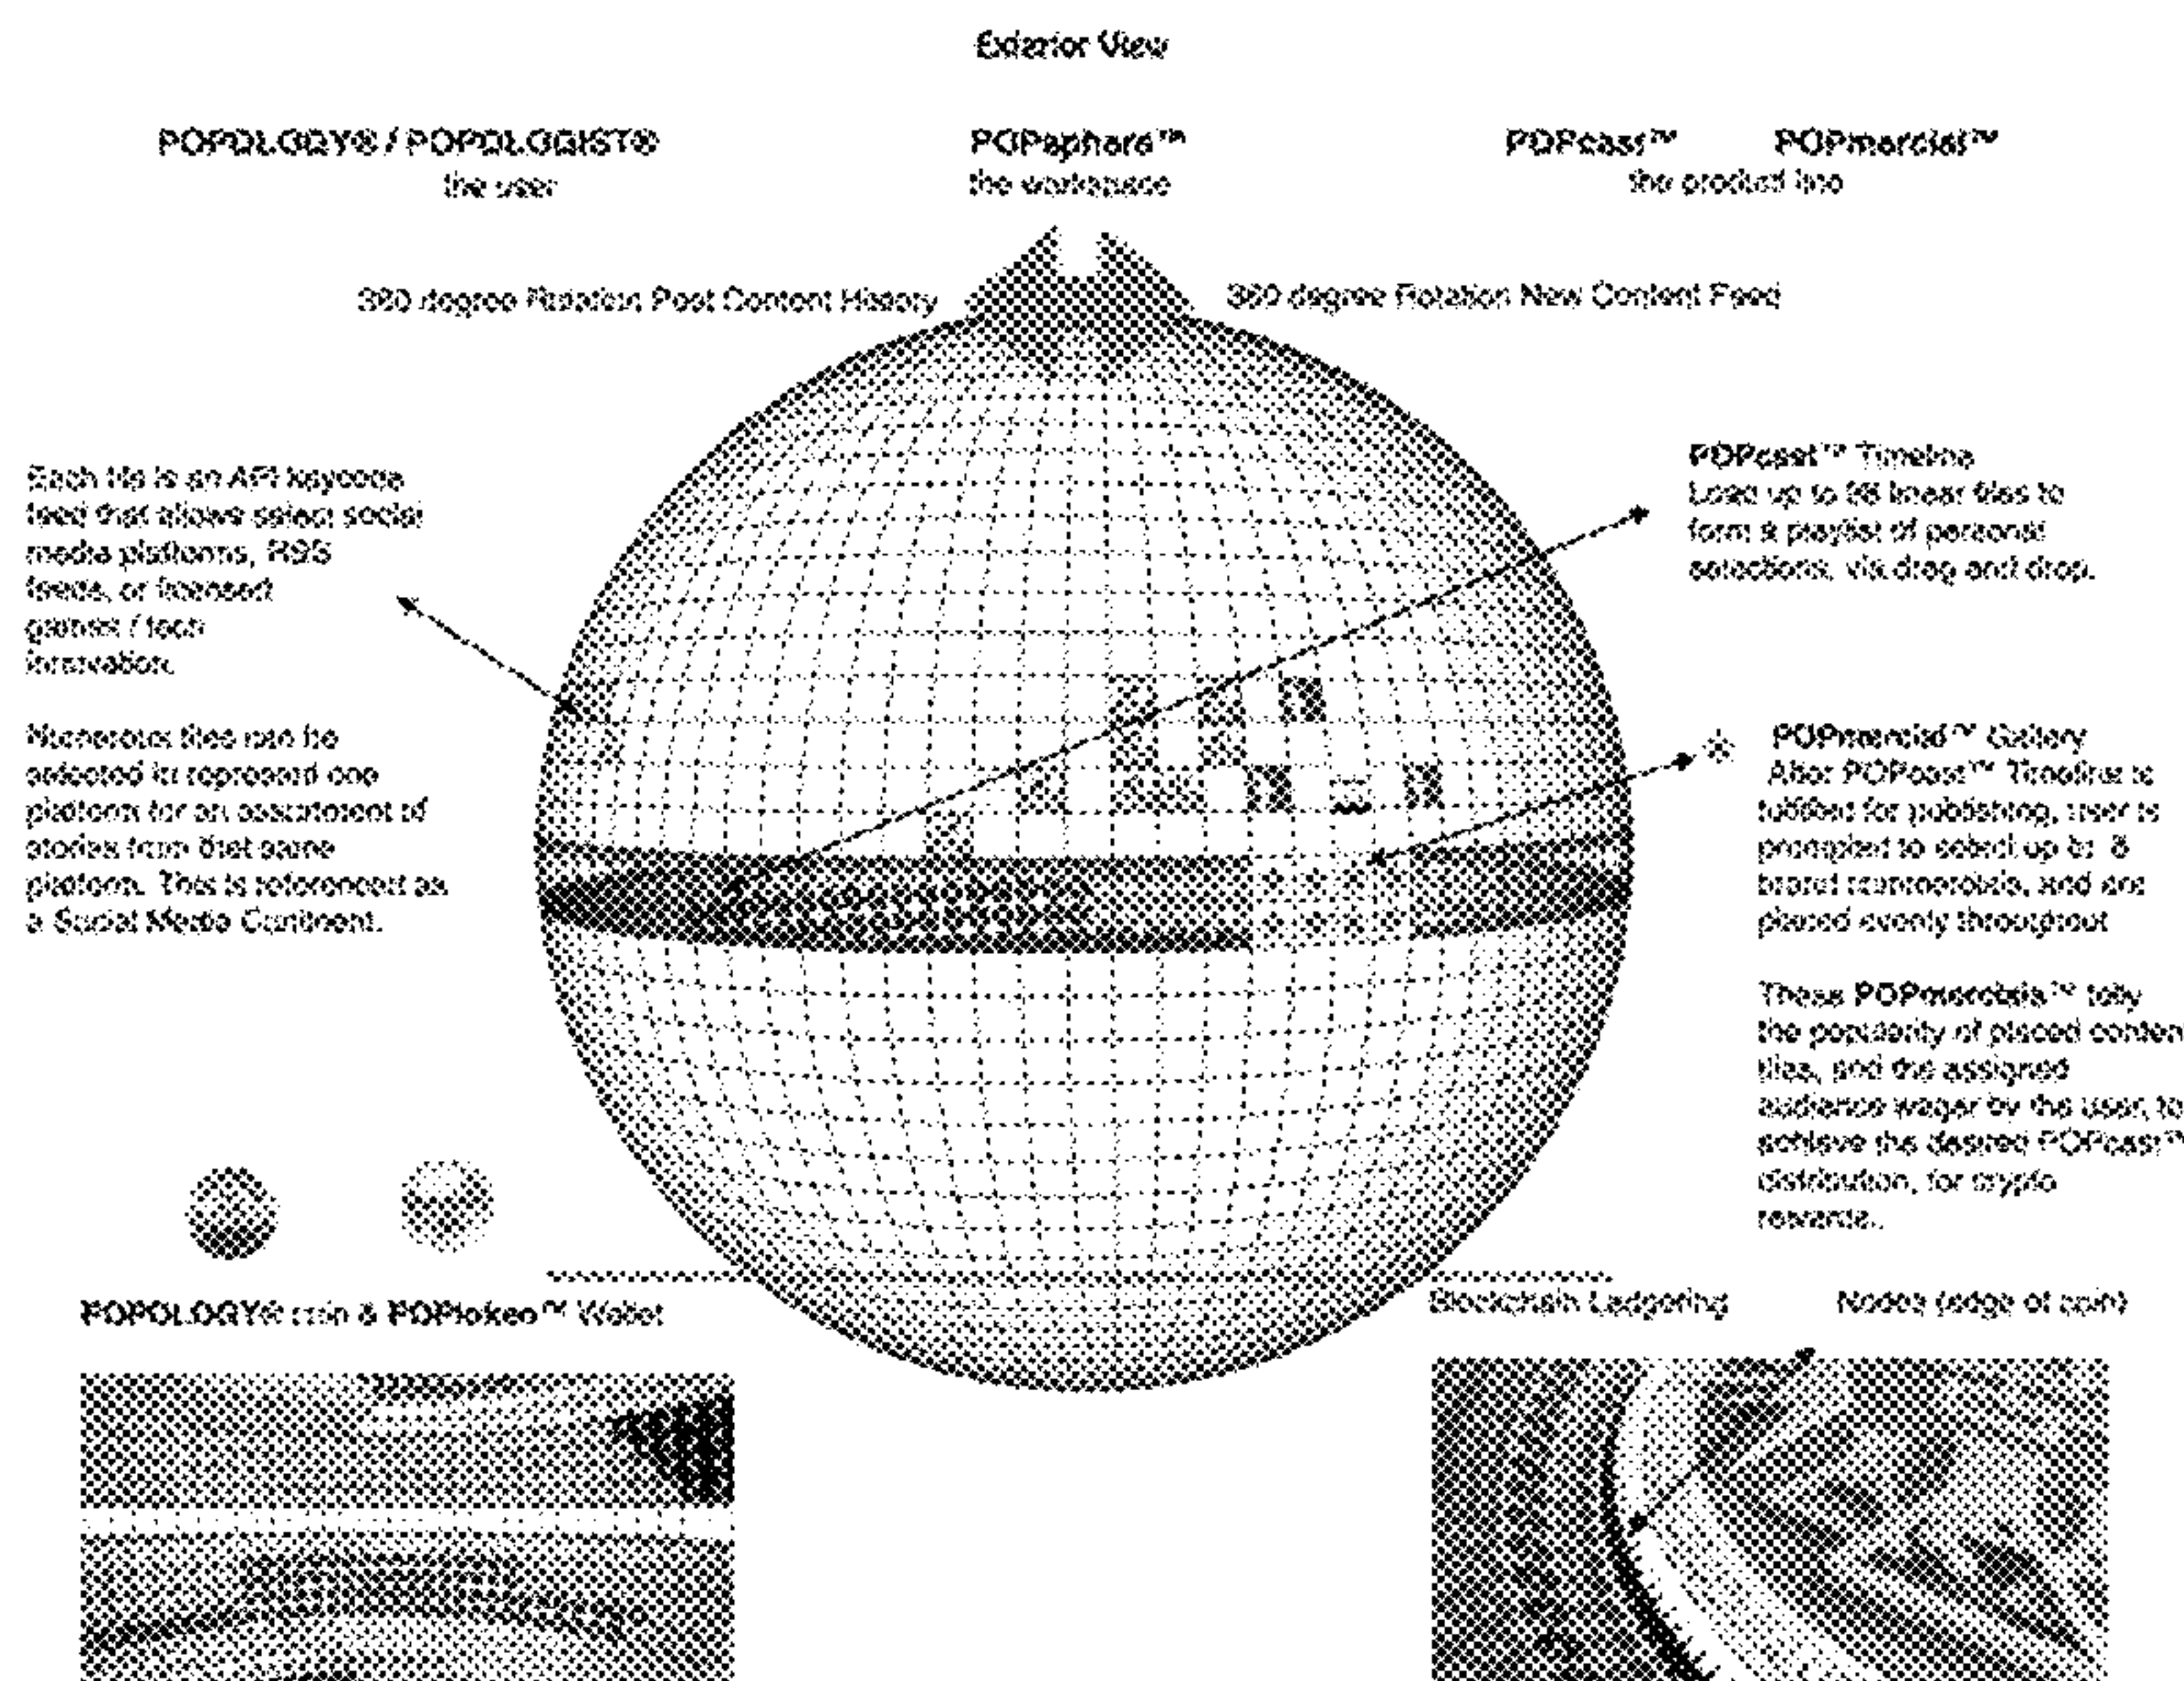 Exterior View
POPOLOGY® / POPOLOGIST®
the user
POPsphere™
the workspace
POPcast™ POPmercial™
the product line
360 degree Rotation Post Content History
360 degree Rotation New Content Feed
Each tile is an API keycode
feed that allows select social
media platforms, RSS
feeds, or licensed
games / tech
innovation.
Numerous tiles can be
selected to represent one
platform for an assortment of
stories from that same
platform. This is referenced as
a Social Media Continent.
POPcast™ Timeline
Load up to 98 linear tiles to
form a playlist of personal
selections, via drag and drop.
POPmercial™ Gallery
After POPcast™ Timeline is
fulfilled for publishing, user is
prompted to select up to 8
brand commercials, and are
placed evenly throughout
These POPmercials™ tally
the popularity of placed conten
tiles, and the assigned
audience wager by the user, to
achieve the desired POPcast™
distribution, for crypto
rewards..
POPOLOGY® coin & POPtoken™ Wallet
Blockchain Ledgering
Nodes (edge of coin)